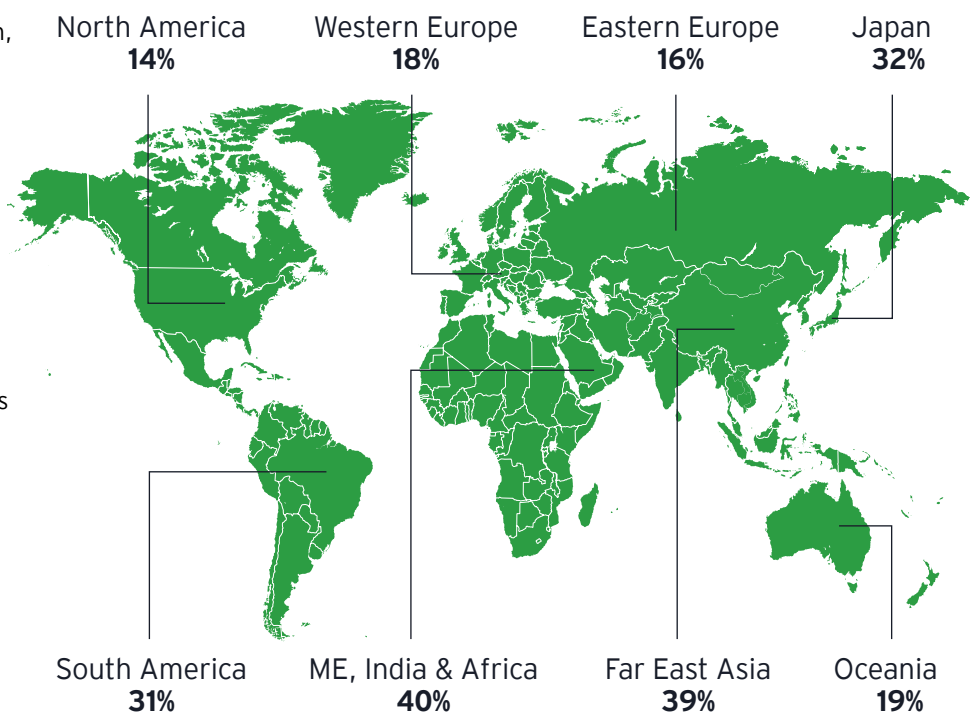 North America
14%
Western Europe
18%
Eastern Europe
16%
Japan
32%
South America
31%
ME, India & Africa
40%
Far East Asia
39%
Oceania
19%